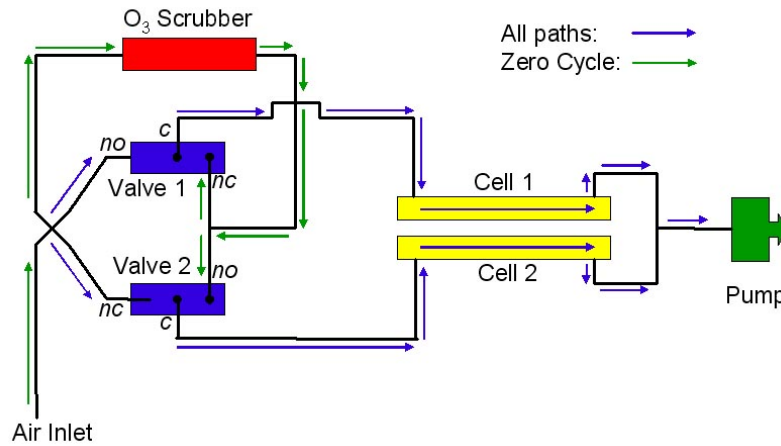 O₃ Scrubber
All paths:
Zero Cycle:
c
no
nc
Valve 1
Cell 1
Valve 2
no
nc
c
Cell 2
Pump
Air Inlet